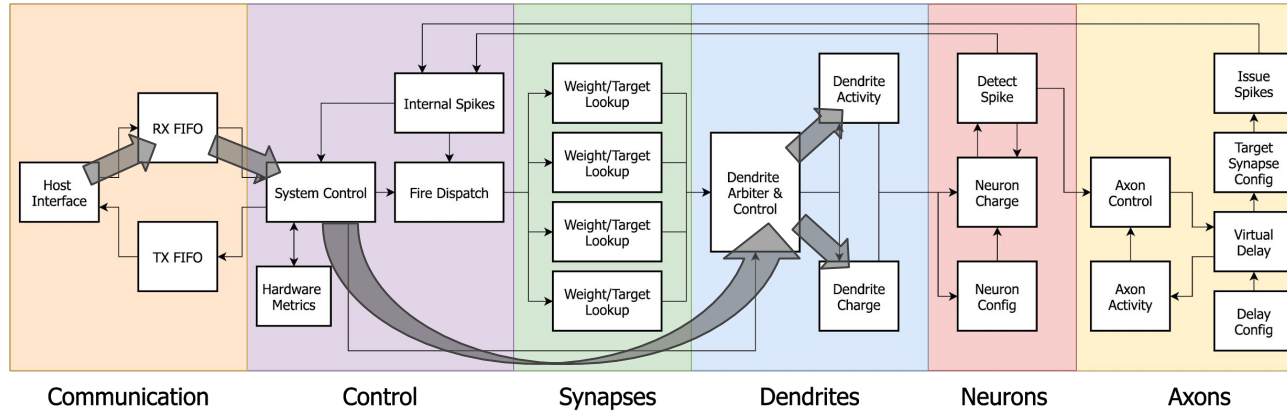 RX FIFO
Host
Interface
TX FIFO
Internal Spikes
System Control
Fire Dispatch
Hardware
Metrics
Weight/Target
Lookup
Weight/Target
Lookup
Weight/Target
Lookup
Weight/Target
Lookup
Dendrite
Activity
Dendrite
Arbiter &
Control
Dendrite
Charge
Detect
Spike
Neuron
Charge
Neuron
Config
Issue
Spikes
Target
Synapse
Config
Axon
Control
Virtual
Delay
Axon
Activity
Delay
Config
Communication
Control
Synapses
Dendrites
Neurons
Axons